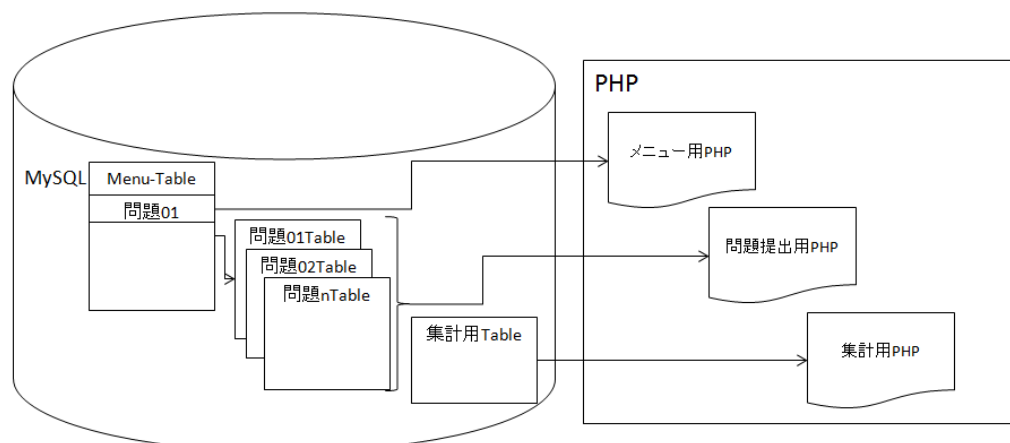 PHP
メニュー用PHP
MySQL
Menu-Table
問題01
問題01Table
問題02Table
問題nTable
問題提出用PHP
集計用Table
集計用PHP